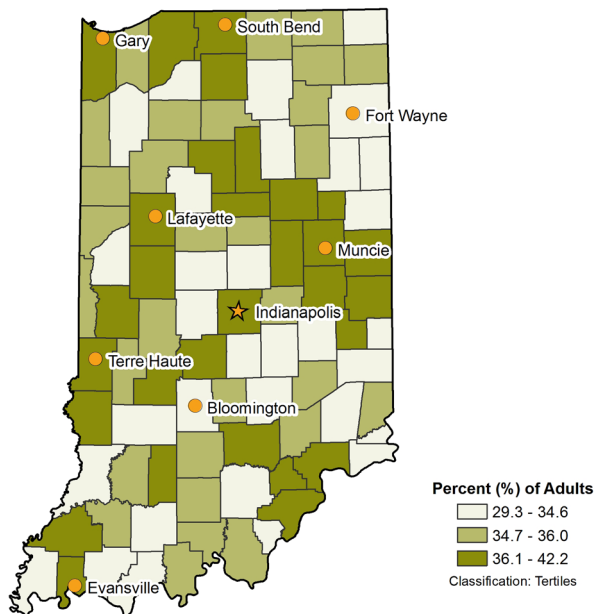 South Bend
Gary
Fort Wayne
Lafayette
Muncie
Indianapolis
Terre Haute
Bloomington
Percent (%) of Adults
29.3 - 34.6
34.7 - 36.0
36.1 - 42.2
Classification: Tertiles
Evansville